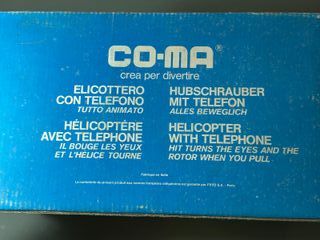 CO-MA®
crea per divertire
ELICOTTERO
CON TELEFONO
TUTTO ANIMATO
HUBSCHRAUBER
MIT TELEFON
ALLES BEWEGLICH
HÉLICOPTÈRE
AVEC TELEPHONE
IL BOUGE LES YEUX
ET L'HELICE TOURNE
HELICOPTER
WITH TELEPHONE
HIT TURNS THE EYES AND THE
ROTOR WHEN YOU PULL
Fabriqué en Italie